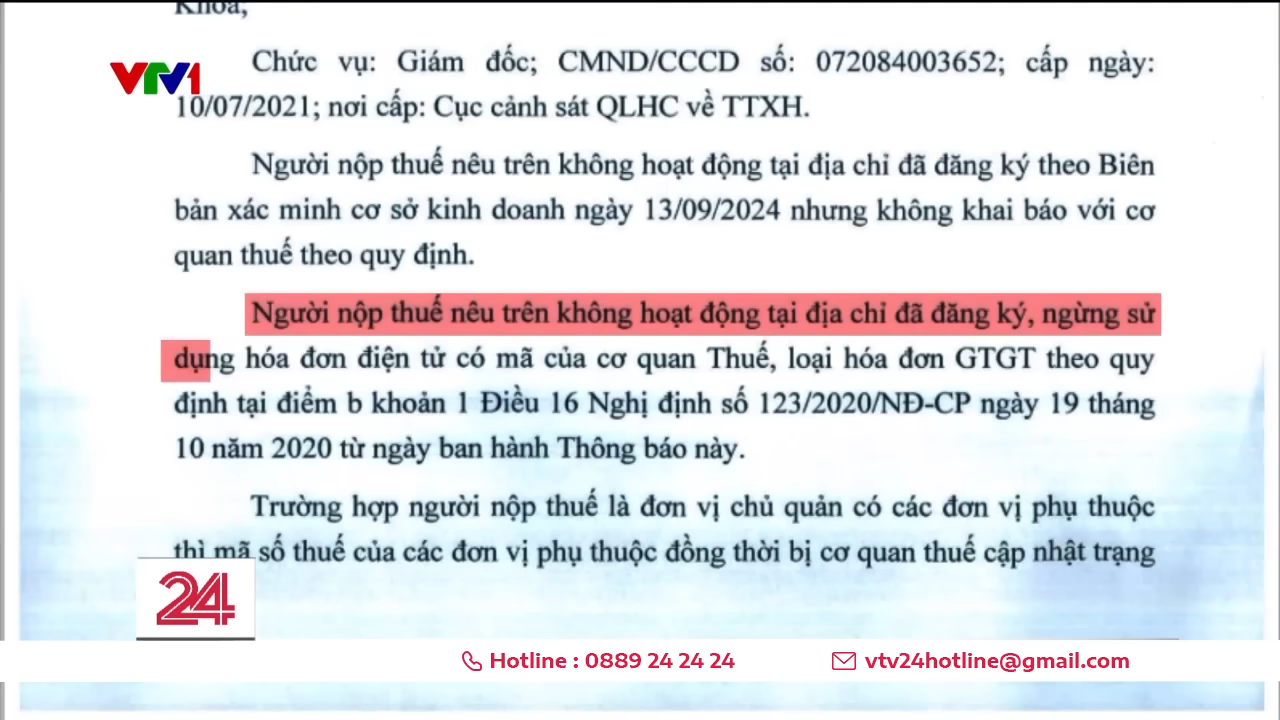 Khoa;
Chức vụ: Giám đốc; CMND/CCCD số: 072084003652; cấp ngày:
VTV1
10/07/2021; nơi cấp: Cục cảnh sát QLHC về TTXH.
Người nộp thuế nêu trên không hoạt động tại địa chỉ đã đăng ký theo Biên
bản xác minh cơ sở kinh doanh ngày 13/09/2024 nhưng không khai báo với cơ
quan thuế theo quy định.
Người nộp thuế nêu trên không hoạt động tại địa chỉ đã đăng ký, ngừng sử
dụng hóa đơn điện tử có mã của cơ quan Thuế, loại hóa đơn GTGT theo quy
định tại điểm b khoản 1 Điều 16 Nghị định số 123/2020/NĐ-CP ngày 19 tháng
10 năm 2020 từ ngày ban hành Thông báo này.
Trường hợp người nộp thuế là đơn vị chủ quản có các đơn vị phụ thuộc
thì mã số thuế của các đơn vị phụ thuộc đồng thời bị cơ quan thuế cập nhật trạng
24
Hotline : 0889 24 24 24
vtv24hotline@gmail.com